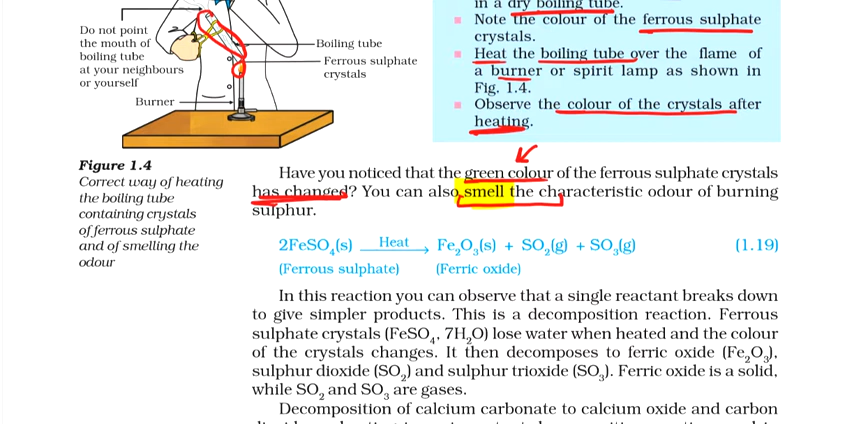 in a dry boiling tube.
Note the colour of the ferrous sulphate
crystals.
Heat the boiling tube over the flame of
a burner or spirit lamp as shown in
Fig. 1.4.
Observe the colour of the crystals after
heating.
Do not point
the mouth of
boiling tube
at your neighbours
or yourself
Boiling tube
Ferrous sulphate
crystals
Burner
Figure 1.4
Correct way of heating
the boiling tube
containing crystals
of ferrous sulphate
and of smelling the
odour
Have you noticed that the green colour of the ferrous sulphate crystals
has changed? You can also smell the characteristic odour of burning
sulphur.
2FeSO₄(s) —Heat→ Fe₂O₃(s) + SO₂(g) + SO₃(g) (1.19)
(Ferrous sulphate) (Ferric oxide)
In this reaction you can observe that a single reactant breaks down
to give simpler products. This is a decomposition reaction. Ferrous
sulphate crystals (FeSO₄, 7H₂O) lose water when heated and the colour
of the crystals changes. It then decomposes to ferric oxide (Fe₂O₃),
sulphur dioxide (SO₂) and sulphur trioxide (SO₃). Ferric oxide is a solid,
while SO₂ and SO₃ are gases.
Decomposition of calcium carbonate to calcium oxide and carbon